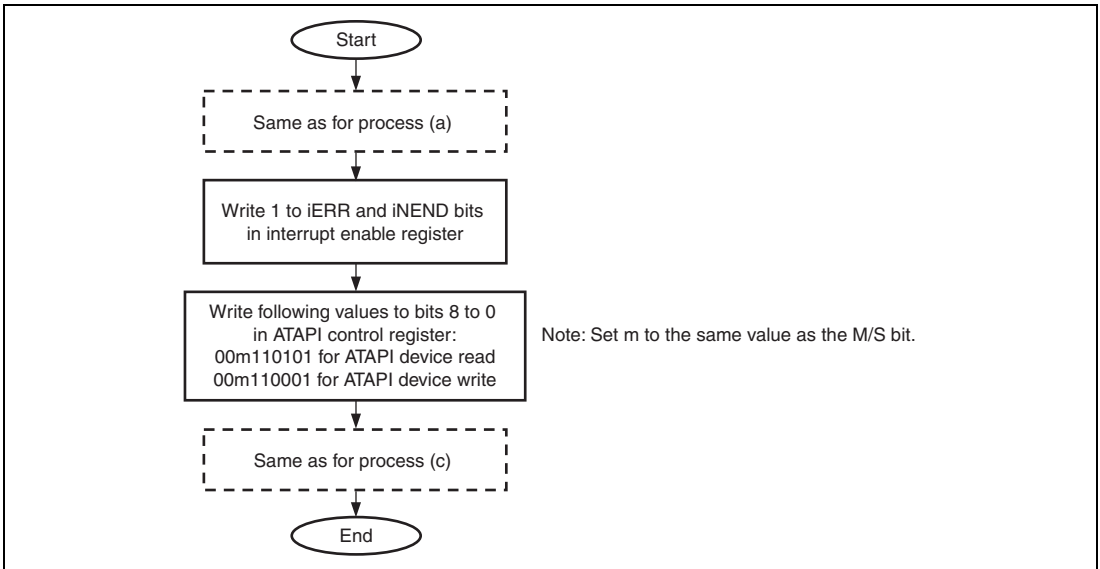 Start
Same as for process (a)
Write 1 to iERR and iNEND bits
in interrupt enable register
Write following values to bits 8 to 0
in ATAPI control register:
00m110101 for ATAPI device read
00m110001 for ATAPI device write
Note: Set m to the same value as the M/S bit.
Same as for process (c)
End